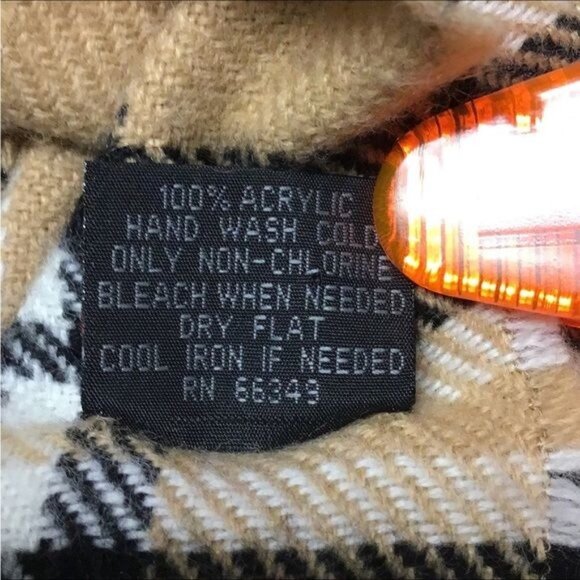 100% ACRYLIC
HAND WASH COLD
ONLY NON-CHLORINE
BLEACH WHEN NEEDED
DRY FLAT
COOL IRON IF NEEDED
RN 66349